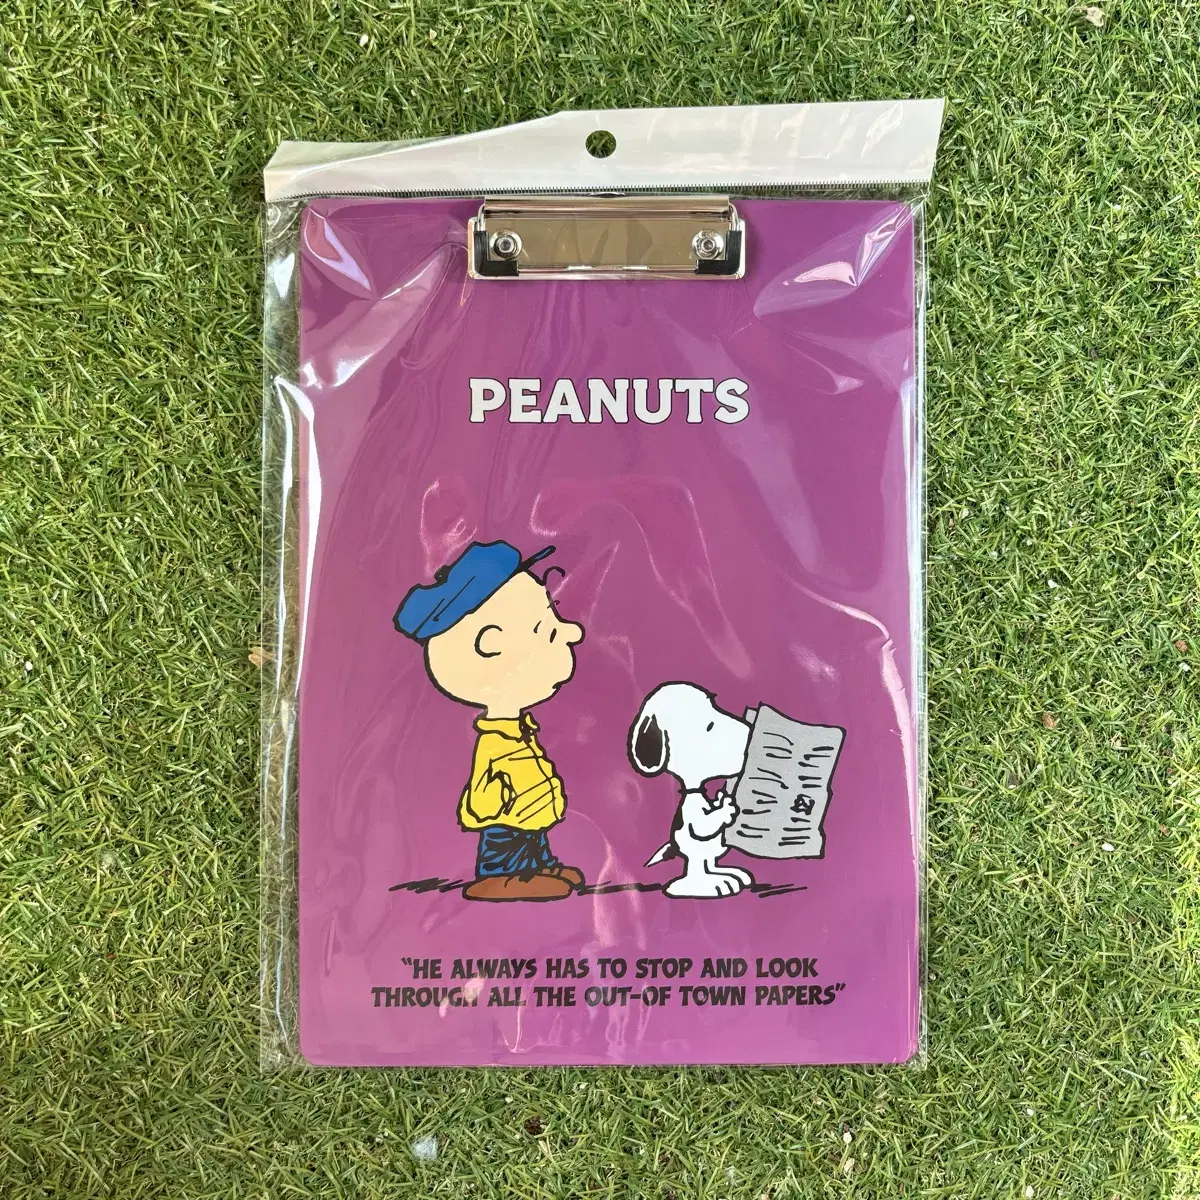 PEANUTS
"HE ALWAYS HAS TO STOP AND LOOK
THROUGH ALL THE OUT-OF TOWN PAPERS"